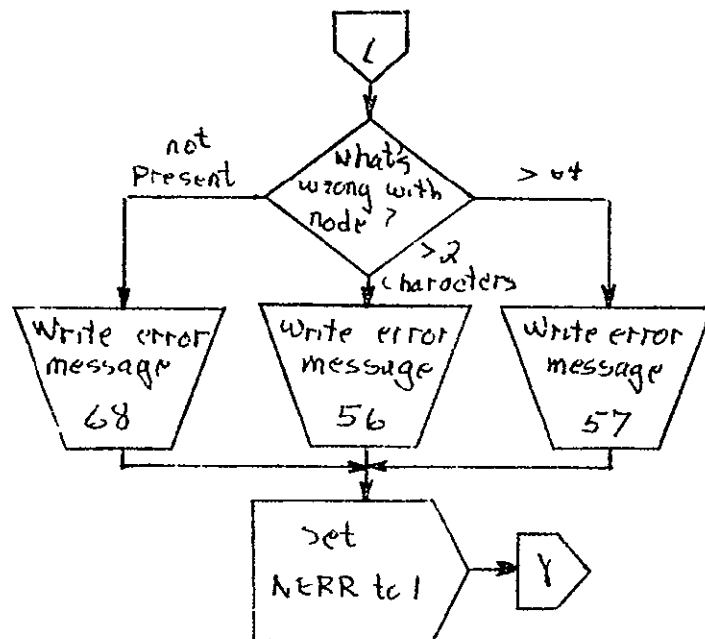 L
what's
wrong with
node ?
not
present
>2
characters
Write error
message
68
write error
message
56
write error
message
57
Set
NERR to 1
Y